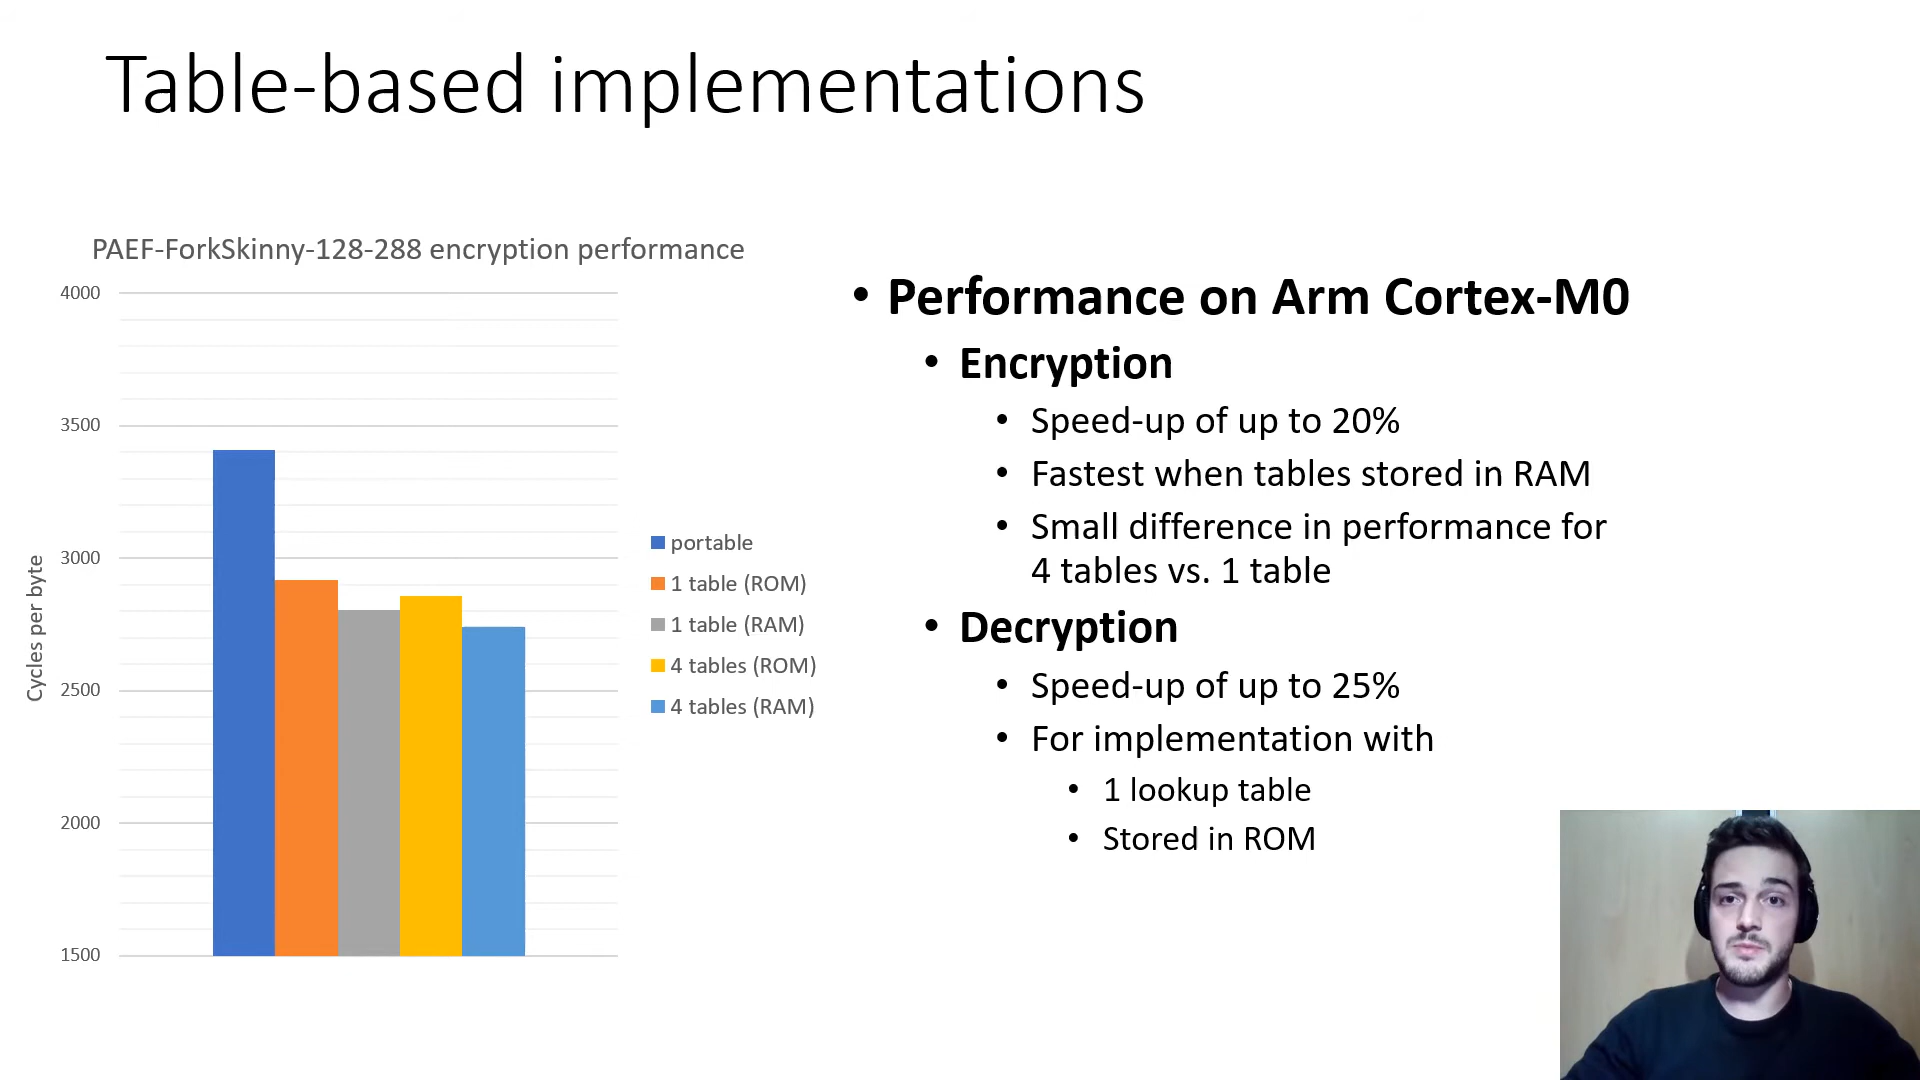 Table-based implementations
PAEF-ForkSkinny-128-288 encryption performance
4000
3500
3000
2500
2000
1500
Cycles per byte
portable
1 table (ROM)
1 table (RAM)
4 tables (ROM)
4 tables (RAM)
• Performance on Arm Cortex-M0
• Encryption
• Speed-up of up to 20%
• Fastest when tables stored in RAM
• Small difference in performance for
4 tables vs. 1 table
• Decryption
• Speed-up of up to 25%
• For implementation with
• 1 lookup table
• Stored in ROM